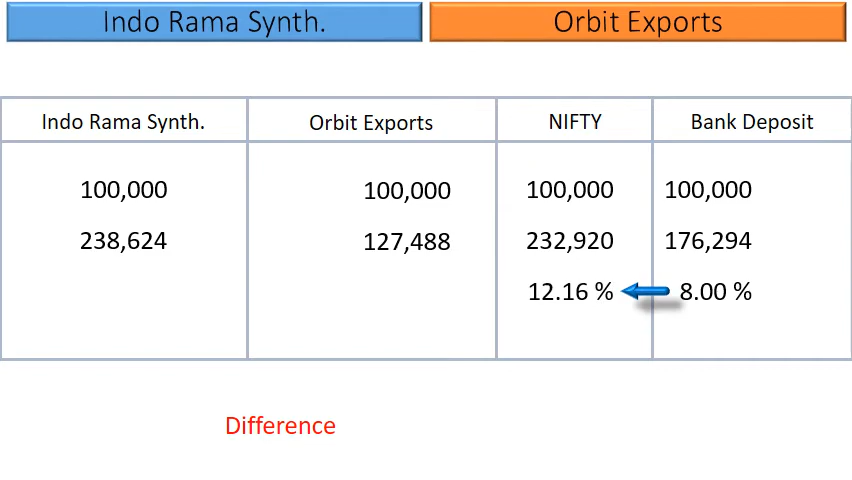 Indo Rama Synth. Orbit Exports
Indo Rama Synth. Orbit Exports NIFTY Bank Deposit
100,000 100,000 100,000 100,000
238,624 127,488 232,920 176,294
12.16 % 8.00 %
Difference